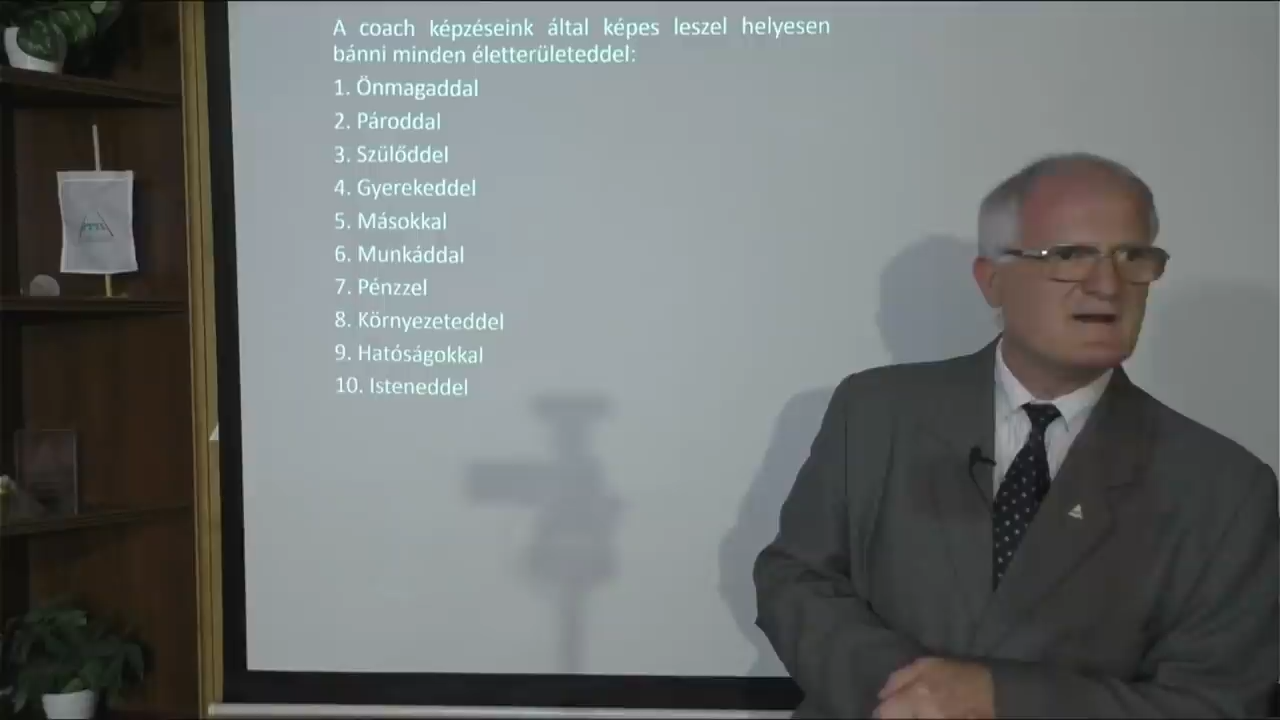 A coach képzéseink által képes leszel helyesen
bánni minden életterületeddel:
1. Önmagaddal
2. Pároddal
3. Szülőddel
4. Gyerekeddel
5. Másokkal
6. Munkáddal
7. Pénzzel
8. Környezeteddel
9. Hatóságokkal
10. Isteneddel